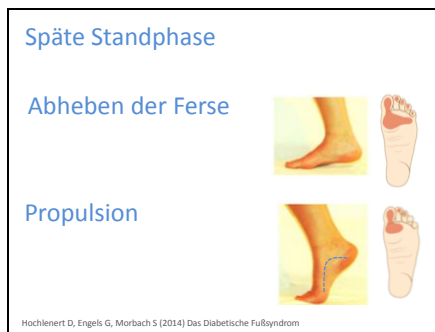 Späte Standphase
Abheben der Ferse
Propulsion
Hochlenert D, Engels G, Morbach S (2014) Das Diabetische Fußsyndrom